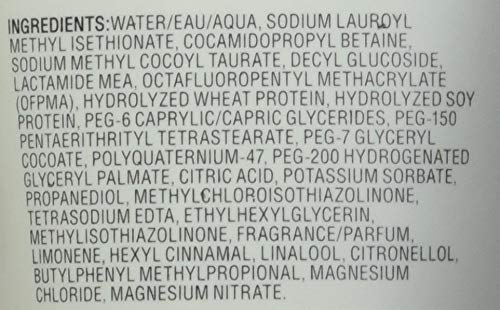 INGREDIENTS:WATER/EAU/AQUA, SODIUM LAUROYL
METHYL ISETHIONATE, COCAMIDOPROPYL BETAINE,
SODIUM METHYL COCOYL TAURATE, DECYL GLUCOSIDE,
LACTAMIDE MEA, OCTAFLUOROPENTYL METHACRYLATE
(OFPMA), HYDROLYZED WHEAT PROTEIN, HYDROLYZED SOY
PROTEIN, PEG-6 CAPRYLIC/CAPRIC GLYCERIDES, PEG-150
PENTAERITHRITYL TETRASTEARATE, PEG-7 GLYCERYL
COCOATE, POLYQUATERNIUM-47, PEG-200 HYDROGENATED
GLYCERYL PALMATE, CITRIC ACID, POTASSIUM SORBATE,
PROPANEDIOL, METHYLCHLOROISOTHIAZOLINONE,
TETRASODIUM EDTA, ETHYLHEXYLGLYCERIN,
METHYLISOTHIAZOLINONE, FRAGRANCE/PARFUM,
LIMONENE, HEXYL CINNAMAL, LINALOOL, CITRONELLOL,
BUTYLPHENYL METHYLPROPIONAL, MAGNESIUM
CHLORIDE, MAGNESIUM NITRATE.